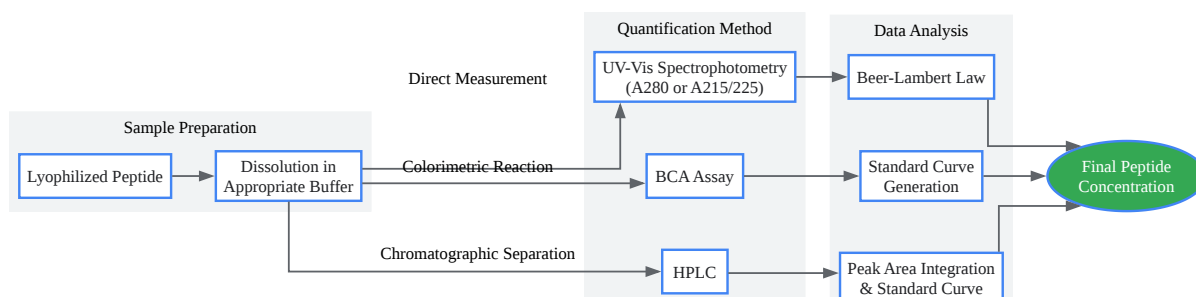 Quantification Method
Data Analysis
Direct Measurement
UV-Vis Spectrophotometry
(A280 or A215/225)
Beer-Lambert Law
Sample Preparation
Lyophilized Peptide
Dissolution in
Appropriate Buffer
Colorimetric Reaction
BCA Assay
Standard Curve
Generation
Final Peptide
Concentration
Chromatographic Separation
HPLC
Peak Area Integration
& Standard Curve